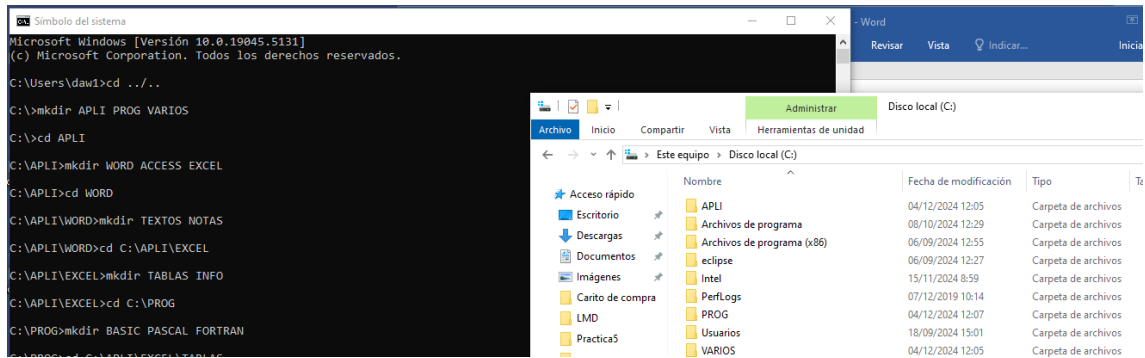 Símbolo del sistema
Microsoft Windows [Versión 10.0.19045.5131]
(c) Microsoft Corporation. Todos los derechos reservados.
C:\Users\daw1>cd ../..
C:\>mkdir APLI PROG VARIOS
C:\>cd APLI
C:\APLI>mkdir WORD ACCESS EXCEL
C:\APLI>cd WORD
C:\APLI\WORD>mkdir TEXTOS NOTAS
C:\APLI\WORD>cd C:\APLI\EXCEL
C:\APLI\EXCEL>mkdir TABLAS INFO
C:\APLI\EXCEL>cd C:\PROG
C:\PROG>mkdir BASIC PASCAL FORTRAN
C:\PROG>cd C:\APLI\EXCEL\TABLAS
- Word
Revisar Vista Indicar... Inicia
Administrar Disco local (C:)
Archivo Inicio Compartir Vista Herramientas de unidad
Este equipo > Disco local (C:)
Nombre Fecha de modificación Tipo Ta
Acceso rápido
Escritorio
Descargas
Documentos
Imágenes
Carito de compra
LMD
Practica5
APLI 04/12/2024 12:05 Carpeta de archivos
Archivos de programa 08/10/2024 12:29 Carpeta de archivos
Archivos de programa (x86) 06/09/2024 12:55 Carpeta de archivos
eclipse 06/09/2024 12:27 Carpeta de archivos
Intel 15/11/2024 8:59 Carpeta de archivos
PerfLogs 07/12/2019 10:14 Carpeta de archivos
PROG 04/12/2024 12:07 Carpeta de archivos
Usuarios 18/09/2024 15:01 Carpeta de archivos
VARIOS 04/12/2024 12:05 Carpeta de archivos